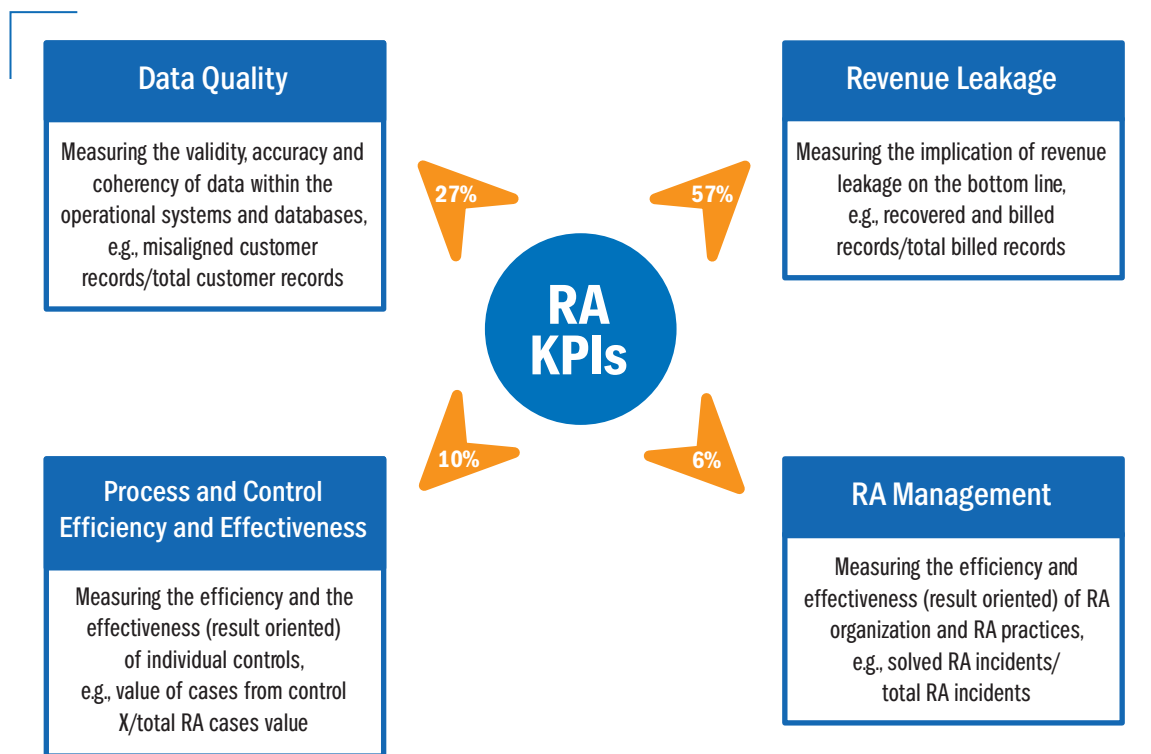 Data Quality
Measuring the validity, accuracy and
coherency of data within the
operational systems and databases,
e.g., misaligned customer
records/total customer records
27%
Revenue Leakage
Measuring the implication of revenue
leakage on the bottom line,
e.g., recovered and billed
records/total billed records
57%
RA
KPIs
Process and Control
Efficiency and Effectiveness
Measuring the efficiency and the
effectiveness (result oriented)
of individual controls,
e.g., value of cases from control
X/total RA cases value
10%
RA Management
Measuring the efficiency and
effectiveness (result oriented) of RA
organization and RA practices,
e.g., solved RA incidents/
total RA incidents
6%